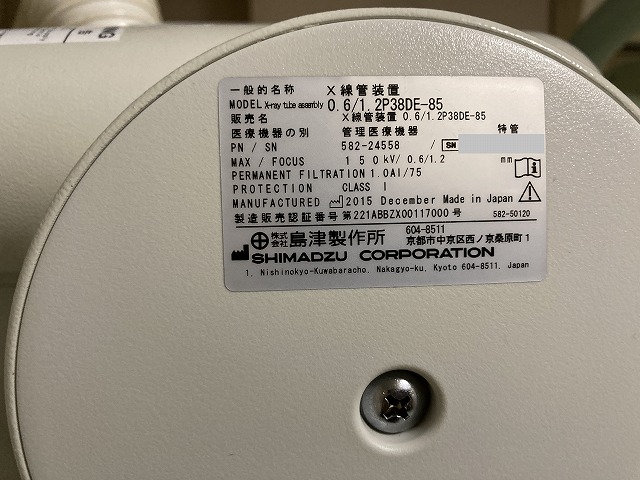 一般的名称 X線管装置
MODEL X-ray tube assembly 0.6/1.2P38DE-85
販売名 X線管装置 0.6/1.2P38DE-85
医療機器の別 管理医療機器 特管
PN / SN 582-24558 / SN
MAX / FOCUS 150kV/ 0.6/1.2 mm
PERMANENT FILTRATION 1.0Al/75
PROTECTION CLASS I
MANUFACTURED 2015 December Made in Japan
製造販売認証番号 第221ABBZX00117000号 582-50120
株式会社 島津製作所 604-8511
京都市中京区西ノ京桑原町1
SHIMADZU CORPORATION
1, Nishinokyo-Kuwabaracho, Nakagyo-ku, Kyoto 604-8511, Japan